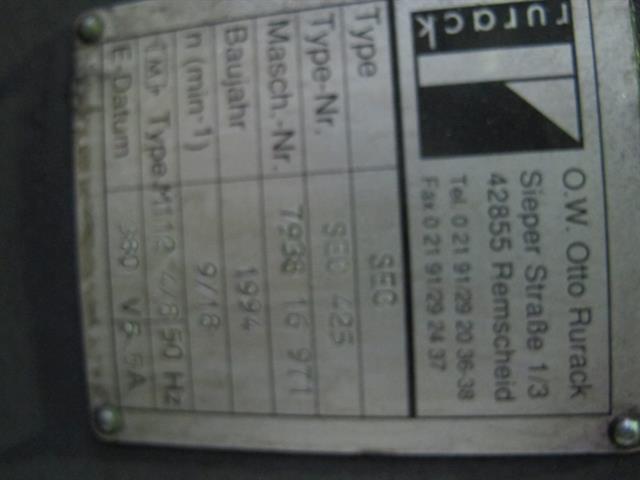 rurack
O.W. Otto Rurack
Sieper Straße 1/3
42855 Remscheid
Tel 0 21 91/29 20 36-38
Fax 0 21 91/29 24 37
Type SEC
Type-Nr. 425
Masch.-Nr. 16 971
Baujahr 1994
n (min-1) 9/18
Type 50 Hz
E-Datum 380 V